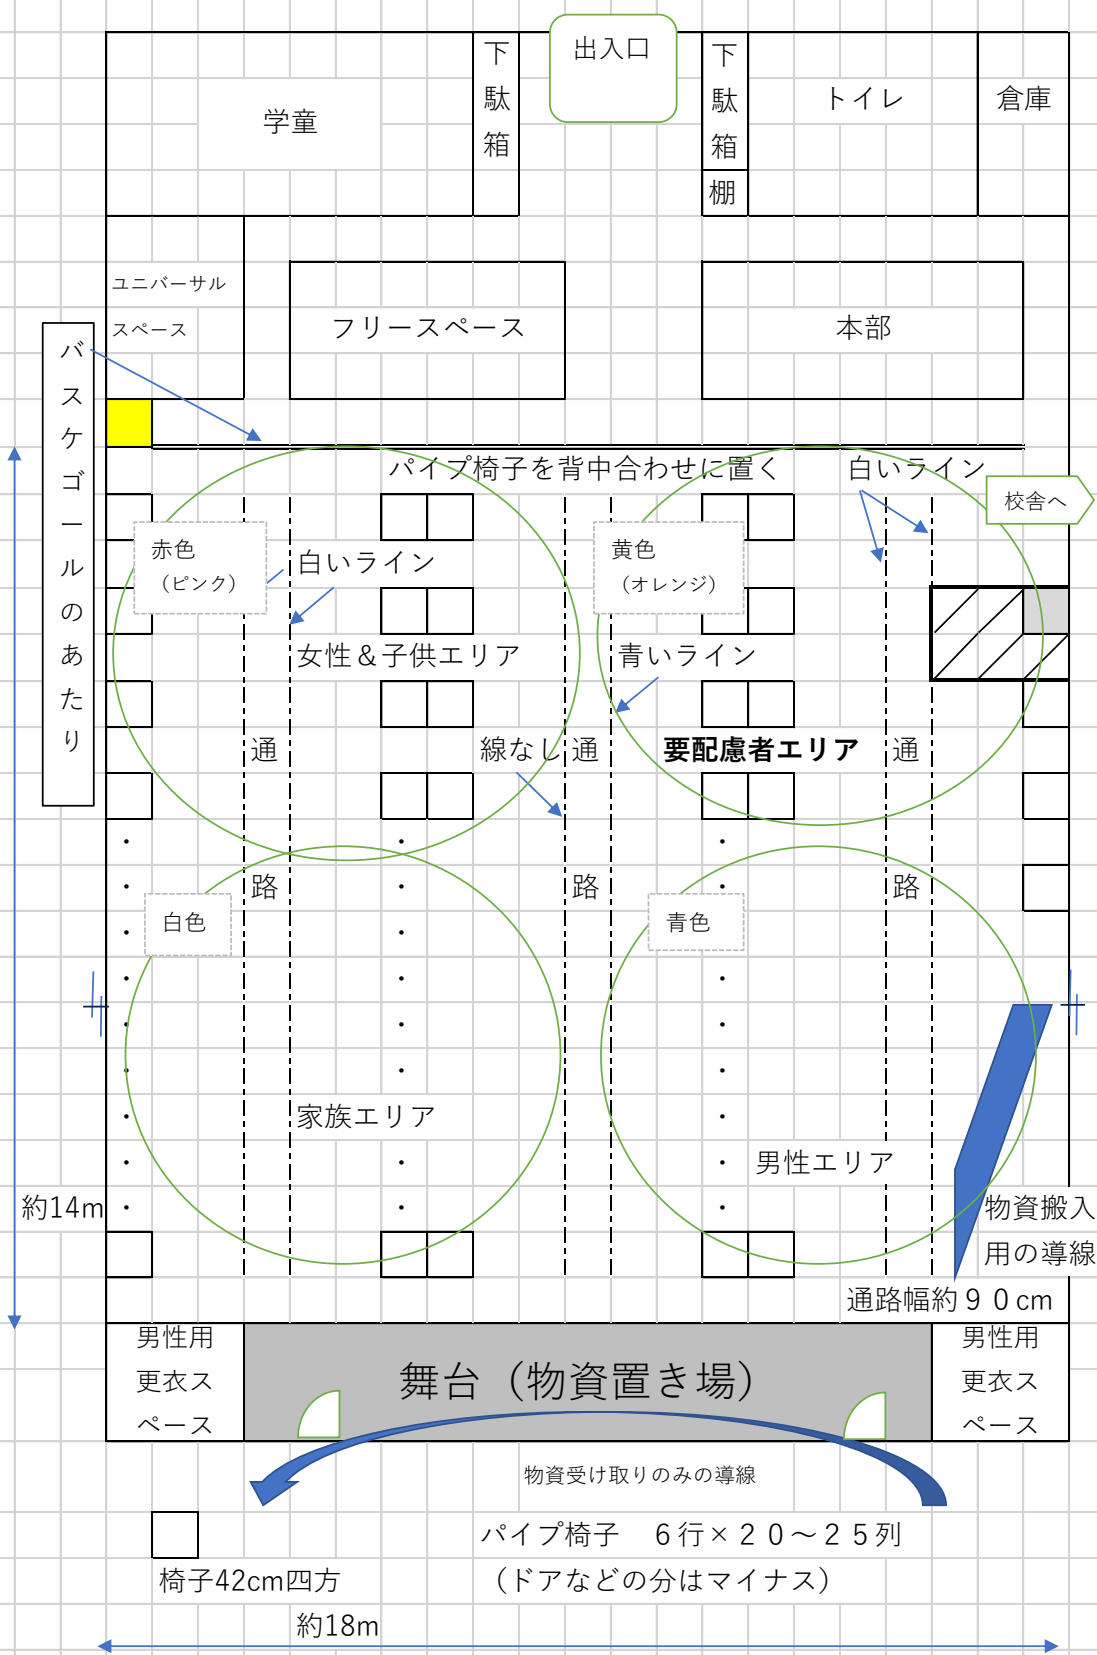 出入口
学童
下駄箱
下駄箱
棚
トイレ
倉庫
ユニバーサル
スペース
フリースペース
本部
バスケゴールのあたり
パイプ椅子を背中合わせに置く
白いライン
校舎へ
赤色
（ピンク）
白いライン
黄色
（オレンジ）
女性＆子供エリア
青いライン
通路
線なし
通路
要配慮者エリア
通路
白色
青色
家族エリア
男性エリア
約14m
物資搬入
用の導線
通路幅約９０cm
男性用
更衣ス
ペース
舞台（物資置き場）
男性用
更衣ス
ペース
物資受け取りのみの導線
パイプ椅子　６行×２０～２５列
（ドアなどの分はマイナス）
椅子42cm四方
約18m